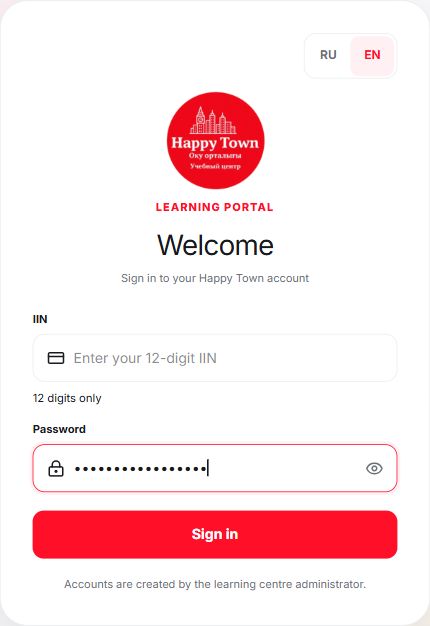 RU EN
Happy Town
Оқу орталығы
Учебный центр
LEARNING PORTAL
Welcome
Sign in to your Happy Town account
IIN
Enter your 12-digit IIN
12 digits only
Password
•••••••••••••••••
Sign in
Accounts are created by the learning centre administrator.